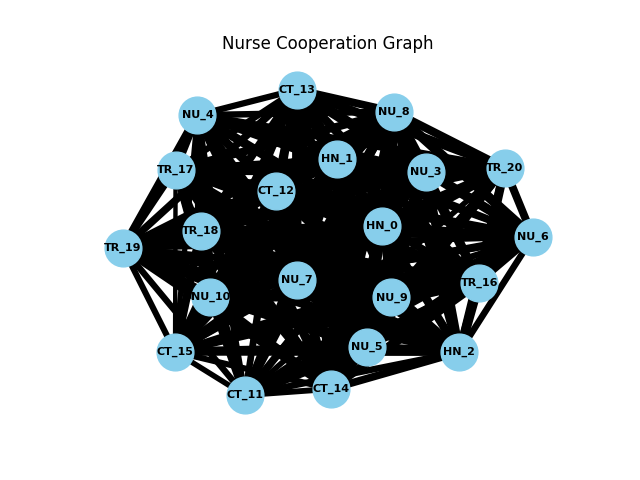 Nurse Cooperation Graph
CT_13
NU_4
NU_8
HN_1
TR_17
NU_3
TR_20
CT_12
HN_0
TR_18
NU_6
TR_19
NU_7
TR_16
NU_10
NU_9
NU_5
CT_15
HN_2
CT_14
CT_11